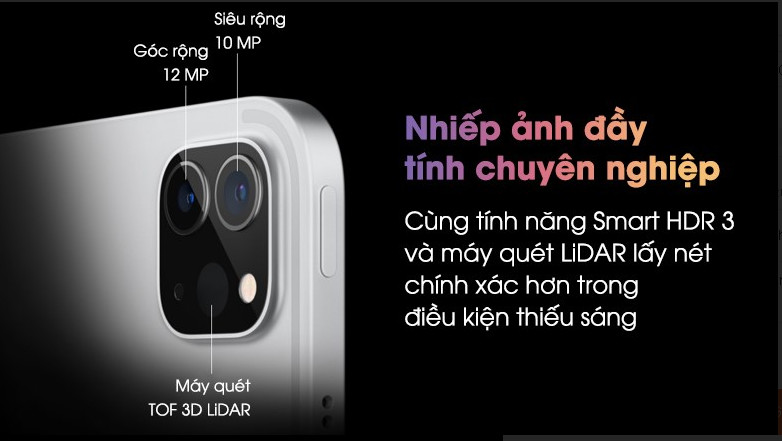 Siêu rộng
10 MP
Góc rộng
12 MP
Nhiếp ảnh đầy
tính chuyên nghiệp
Cùng tính năng Smart HDR 3
và máy quét LiDAR lấy nét
chính xác hơn trong
điều kiện thiếu sáng
Máy quét
TOF 3D LiDAR